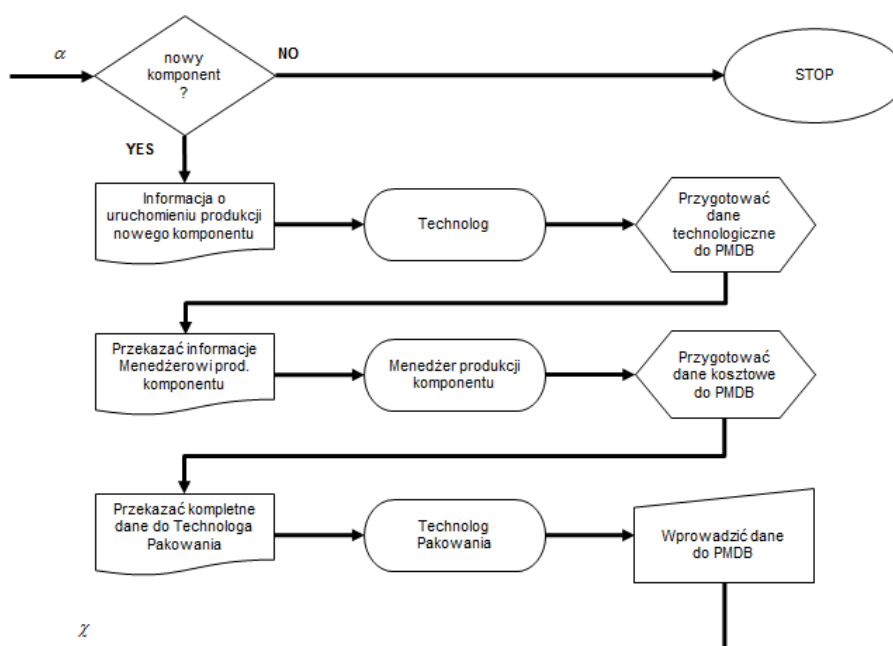 α
nowy
komponent
?
NO
STOP
YES
Informacja o
uruchomieniu produkcji
nowego komponentu
Technolog
Przygotować
dane
technologiczne
do PMDB
Przekazać informacje
Menedżerowi prod.
komponentu
Menedżer produkcji
komponentu
Przygotować
dane kosztowe
do PMDB
Przekazać kompletne
dane do Technologa
Pakowania
Technolog
Pakowania
Wprowadzić dane
do PMDB
χ